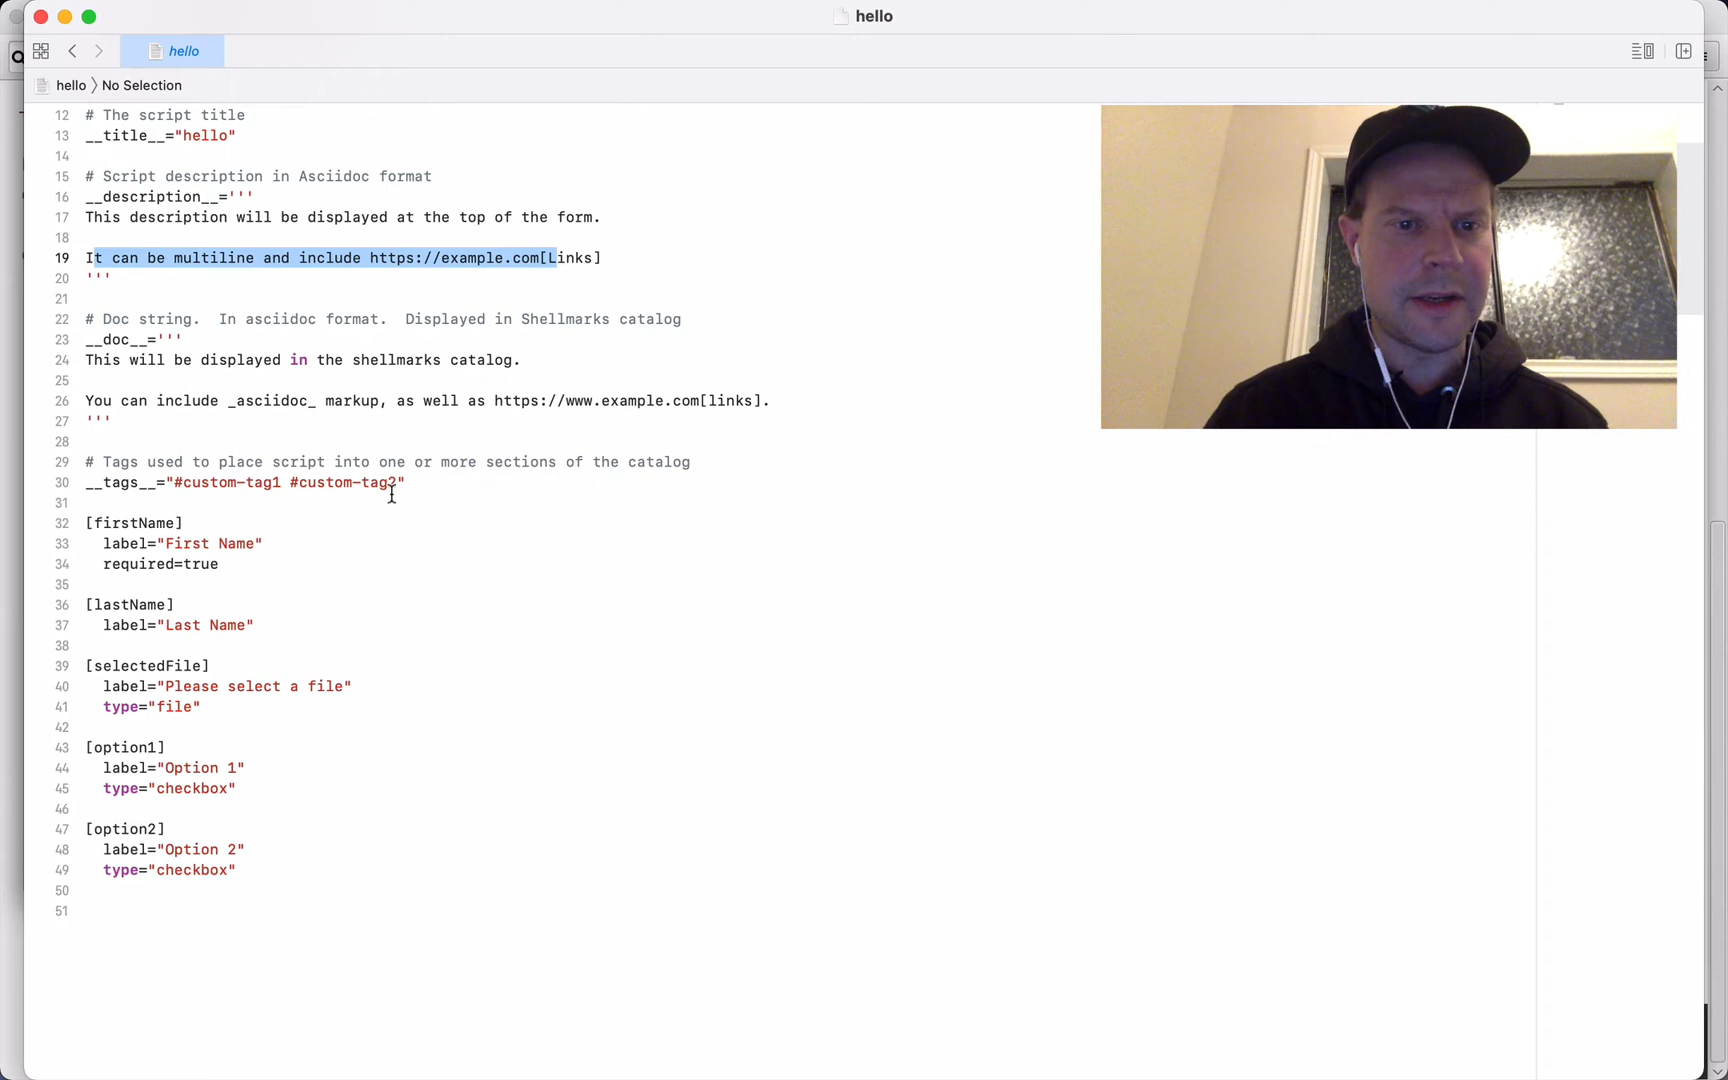 hello
hello
hello 〉 No Selection
12 # The script title
13 __title__="hello"
14
15 # Script description in Asciidoc format
16 __description__='''
17 This description will be displayed at the top of the form.
18
19 It can be multiline and include https://example.com[Links]
20 '''
21
22 # Doc string.  In asciidoc format.  Displayed in Shellmarks catalog
23 __doc__='''
24 This will be displayed in the shellmarks catalog.
25
26 You can include _asciidoc_ markup, as well as https://www.example.com[links].
27 '''
28
29 # Tags used to place script into one or more sections of the catalog
30 __tags__="#custom-tag1 #custom-tag2"
31
32 [firstName]
33   label="First Name"
34   required=true
35
36 [lastName]
37   label="Last Name"
38
39 [selectedFile]
40   label="Please select a file"
41   type="file"
42
43 [option1]
44   label="Option 1"
45   type="checkbox"
46
47 [option2]
48   label="Option 2"
49   type="checkbox"
50
51